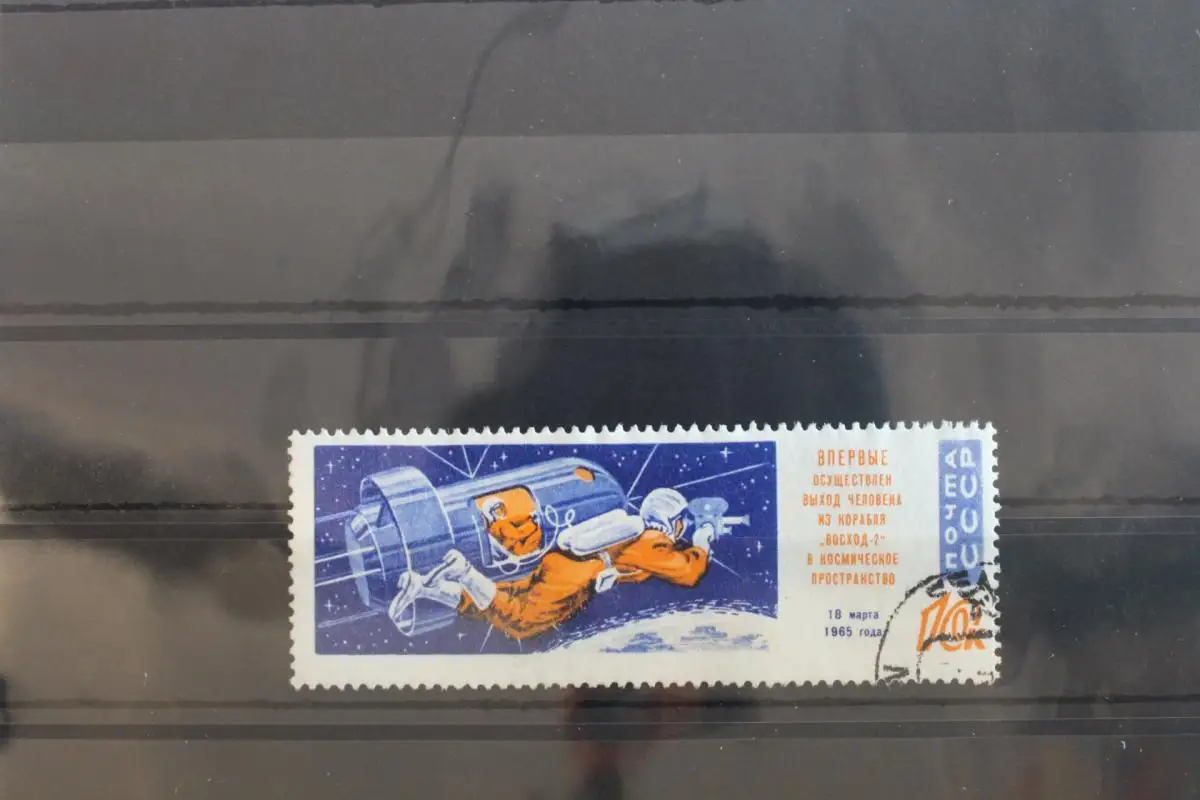 ВПЕРВЫЕ
ОСУЩЕСТВЛЕН
ВЫХОД ЧЕЛОВЕКА
ИЗ КОРАБЛЯ
„ВОСХОД-2"
В КОСМИЧЕСКОЕ
ПРОСТРАНСТВО
18 марта
1965 года
ПОЧТА
СССР
10к